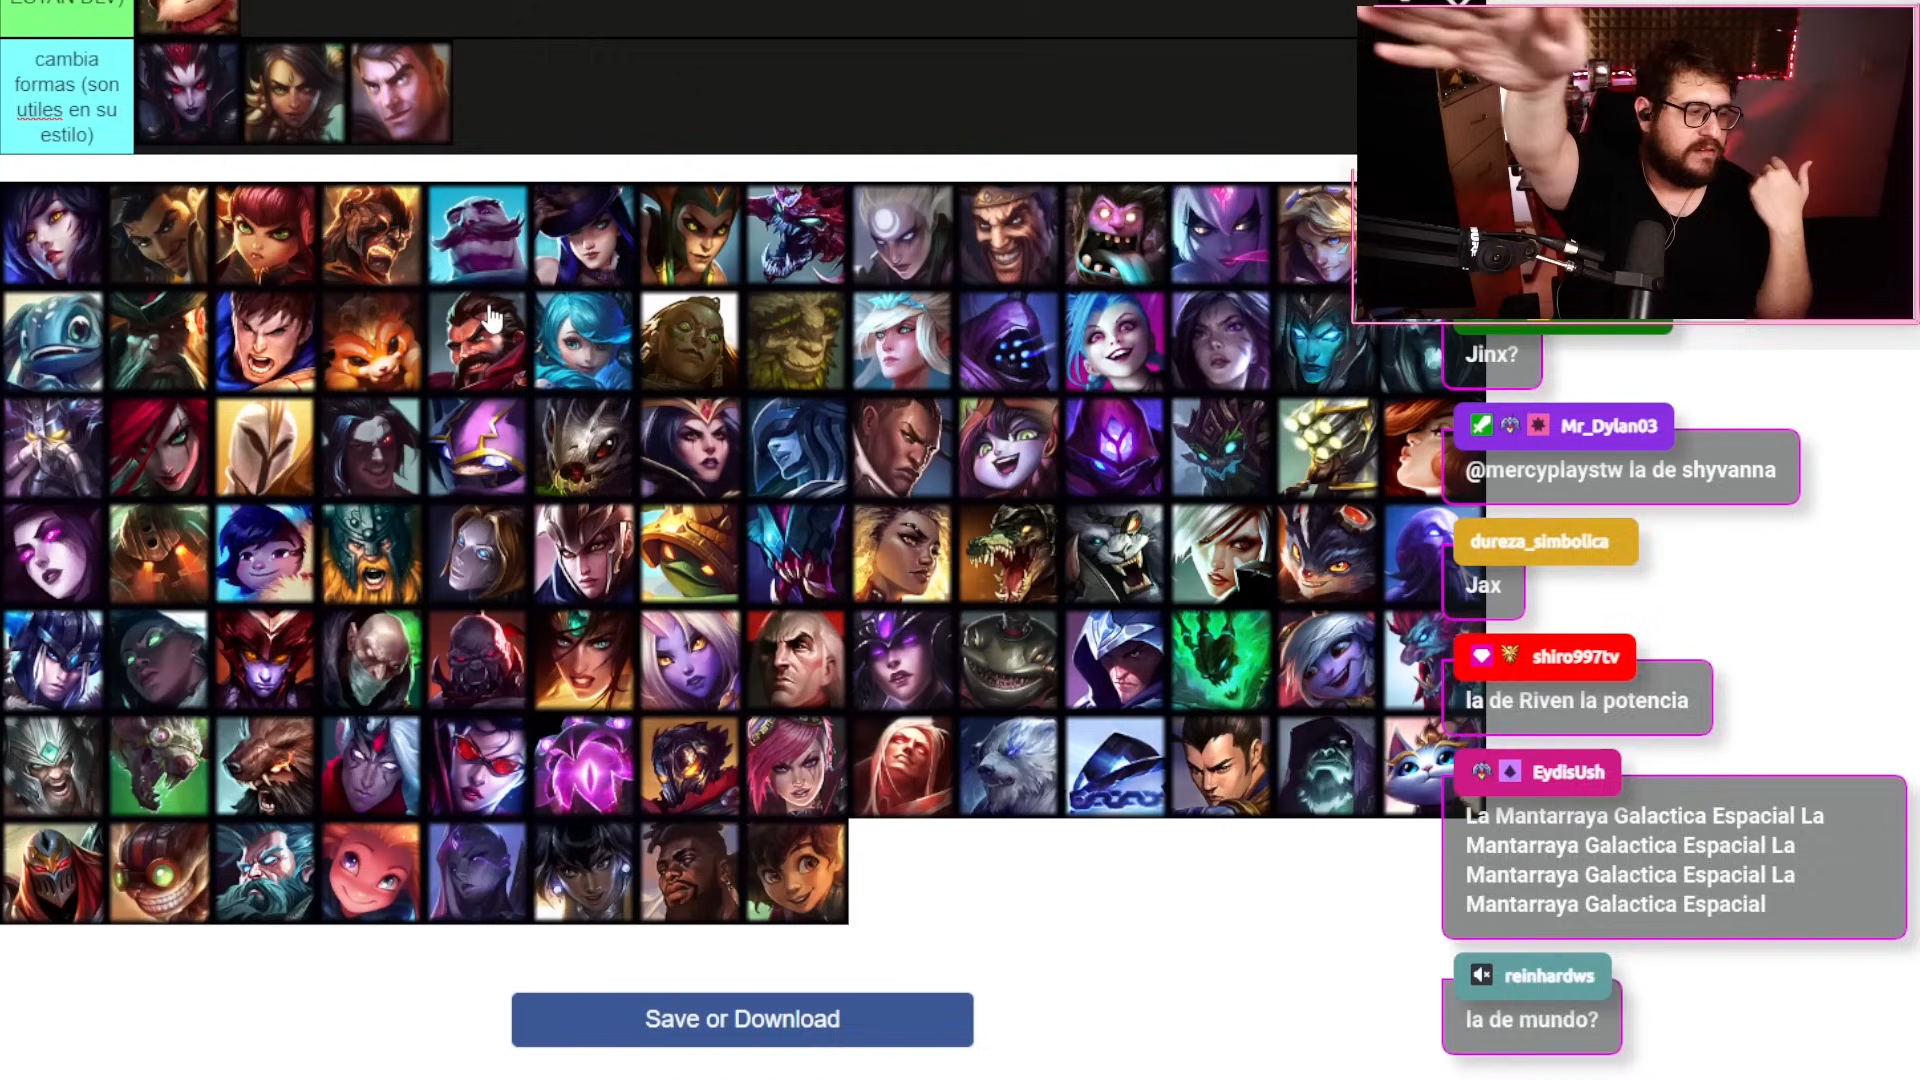 ESTAN DEV)
cambia
formas (son
utiles en su
estilo)
Jinx?
Mr_Dylan03
@mercyplaystw la de shyvanna
dureza_simbolica
Jax
shiro997tv
la de Riven la potencia
EydisUsh
La Mantarraya Galactica Espacial La
Mantarraya Galactica Espacial La
Mantarraya Galactica Espacial La
Mantarraya Galactica Espacial
reinhardws
la de mundo?
Save or Download